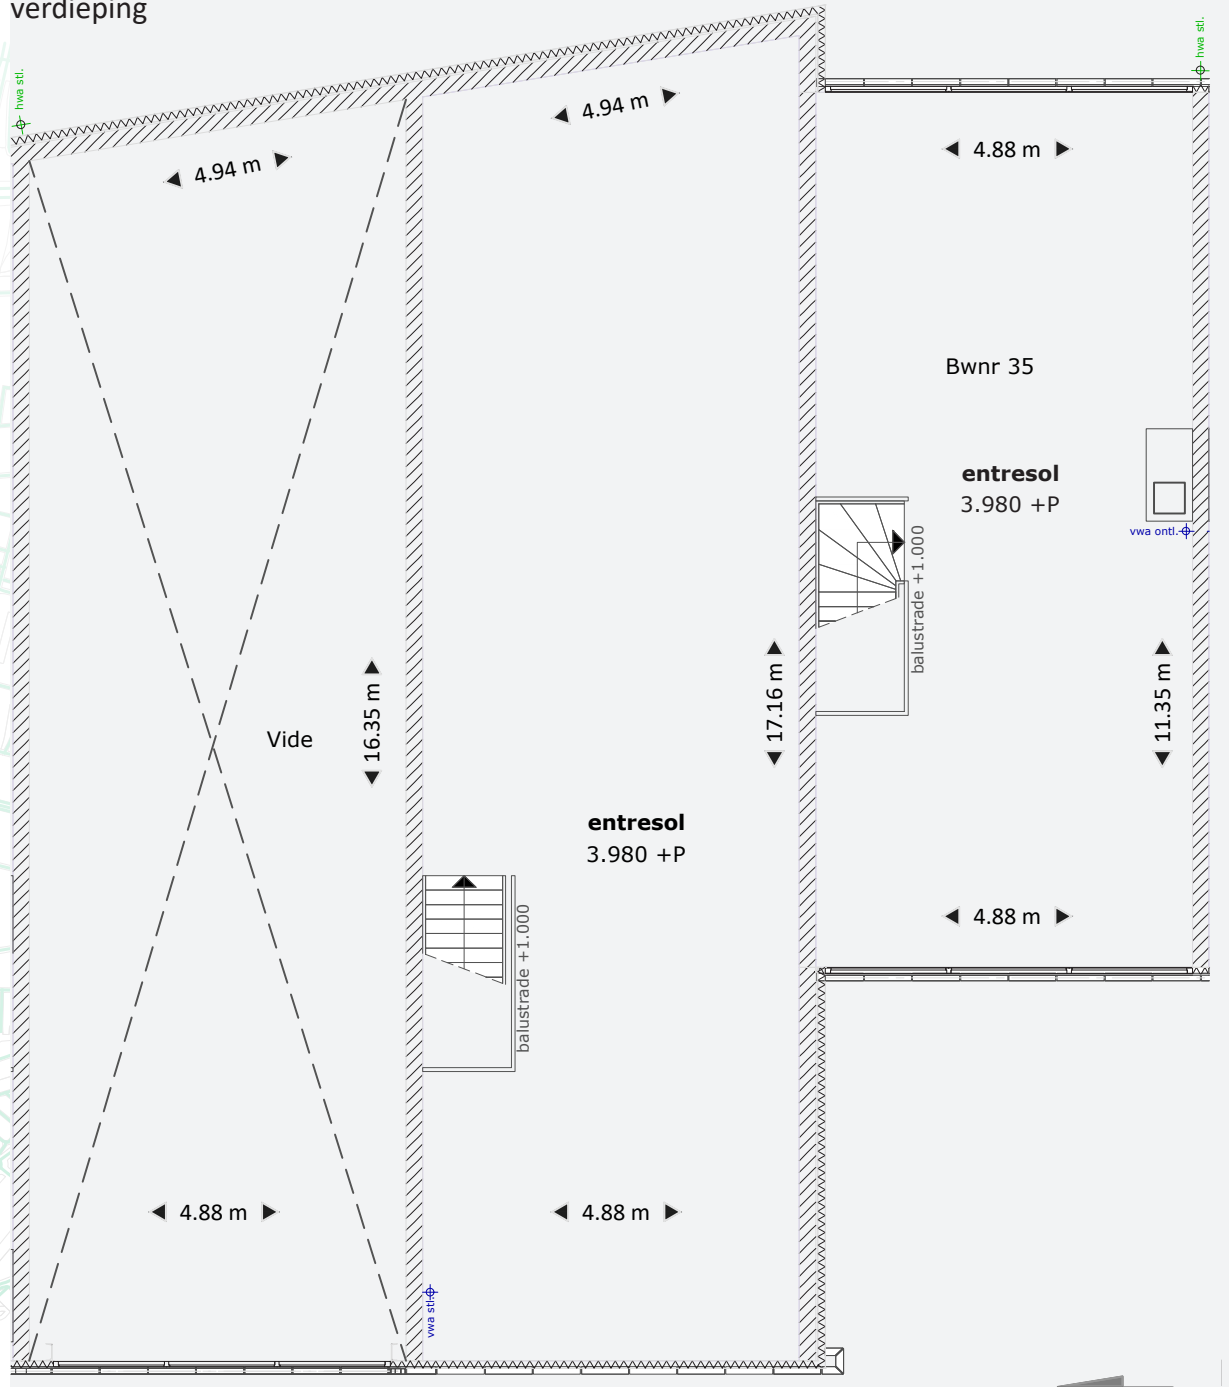 verdieping
hwa stl.
hwa stl.
4.94 m
4.94 m
4.88 m
Bwnr 35
entresol
3.980 +P
vwa ontl.
balustrade +1.000
16.35 m
Vide
17.16 m
11.35 m
entresol
3.980 +P
balustrade +1.000
4.88 m
4.88 m
4.88 m
vwa stl.